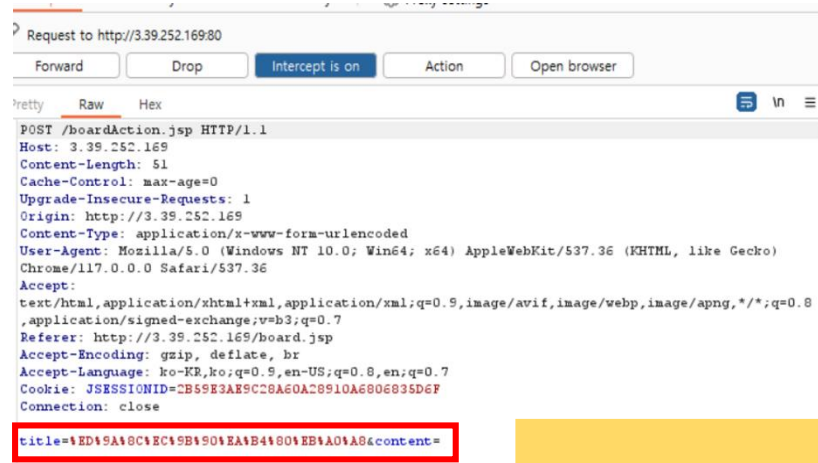 Request to http://3.39.252.169:80
Forward Drop Intercept is on Action Open browser
Pretty Raw Hex \n
POST /boardAction.jsp HTTP/1.1
Host: 3.39.252.169
Content-Length: 51
Cache-Control: max-age=0
Upgrade-Insecure-Requests: 1
Origin: http://3.39.252.169
Content-Type: application/x-www-form-urlencoded
User-Agent: Mozilla/5.0 (Windows NT 10.0; Win64; x64) AppleWebKit/537.36 (KHTML, like Gecko)
Chrome/117.0.0.0 Safari/537.36
Accept:
text/html,application/xhtml+xml,application/xml;q=0.9,image/avif,image/webp,image/apng,*/*;q=0.8
,application/signed-exchange;v=b3;q=0.7
Referer: http://3.39.252.169/board.jsp
Accept-Encoding: gzip, deflate, br
Accept-Language: ko-KR,ko;q=0.9,en-US;q=0.8,en;q=0.7
Cookie: JSESSIONID=2B59E3AE9C28A60A28910A6806835D6F
Connection: close
title=%ED%9A%8C%EC%9B%90%EA%B4%80%EB%A0%A8&content=